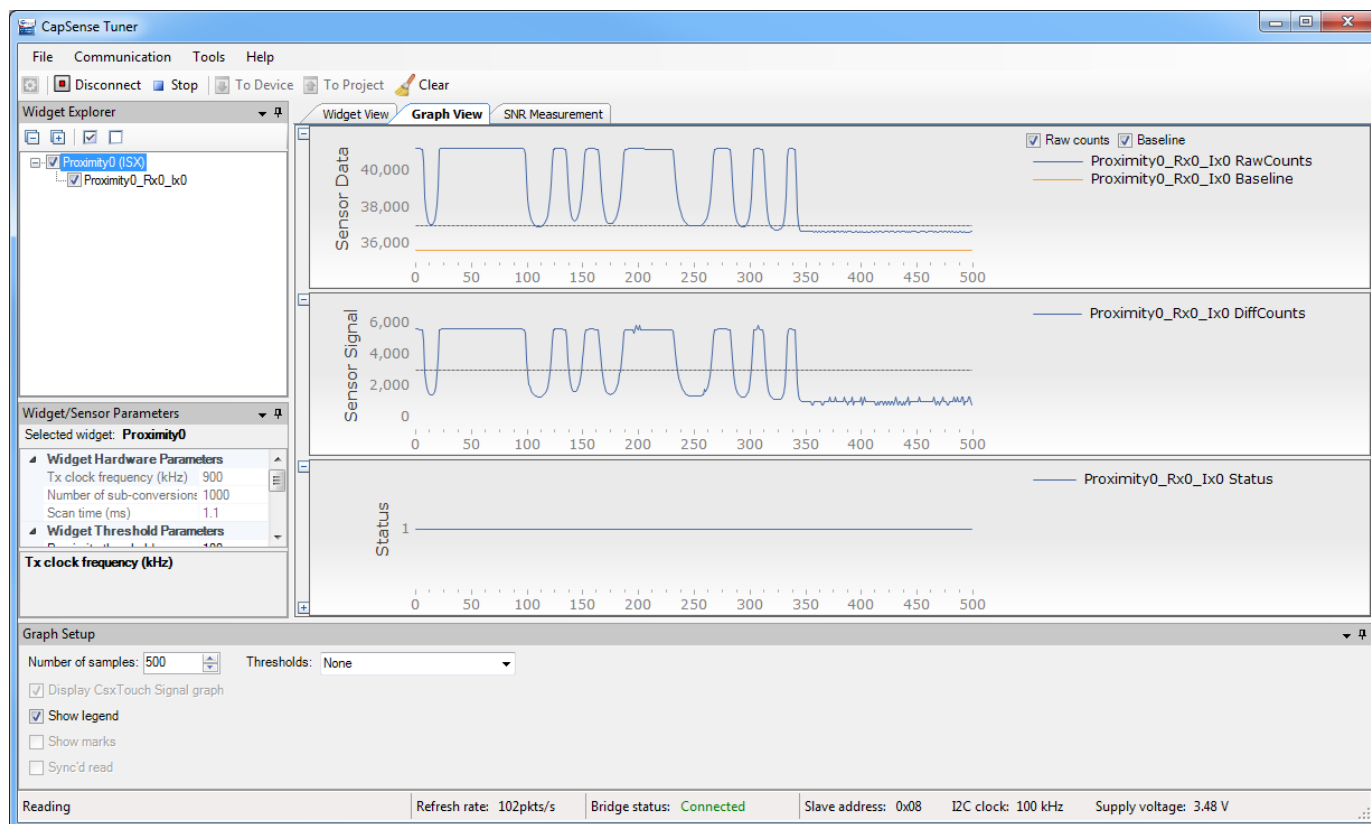 CapSense Tuner
File Communication Tools Help
Disconnect Stop To Device To Project Clear
Widget Explorer
Proximity0 (ISX)
Proximity0_Rx0_Ix0
Widget/Sensor Parameters
Selected widget: Proximity0
Widget Hardware Parameters
Tx clock frequency (kHz) 900
Number of sub-conversions 1000
Scan time (ms) 1.1
Widget Threshold Parameters
Tx clock frequency (kHz)
Widget View Graph View SNR Measurement
Sensor Data
40,000
38,000
36,000
0 50 100 150 200 250 300 350 400 450 500
Raw counts Baseline
Proximity0_Rx0_Ix0 RawCounts
Proximity0_Rx0_Ix0 Baseline
Sensor Signal
6,000
4,000
2,000
0
0 50 100 150 200 250 300 350 400 450 500
Proximity0_Rx0_Ix0 DiffCounts
Status
1
0 50 100 150 200 250 300 350 400 450 500
Proximity0_Rx0_Ix0 Status
Graph Setup
Number of samples: 500 Thresholds: None
Display CsxTouch Signal graph
Show legend
Show marks
Sync'd read
Reading Refresh rate: 102pkts/s Bridge status: Connected Slave address: 0x08 I2C clock: 100 kHz Supply voltage: 3.48 V